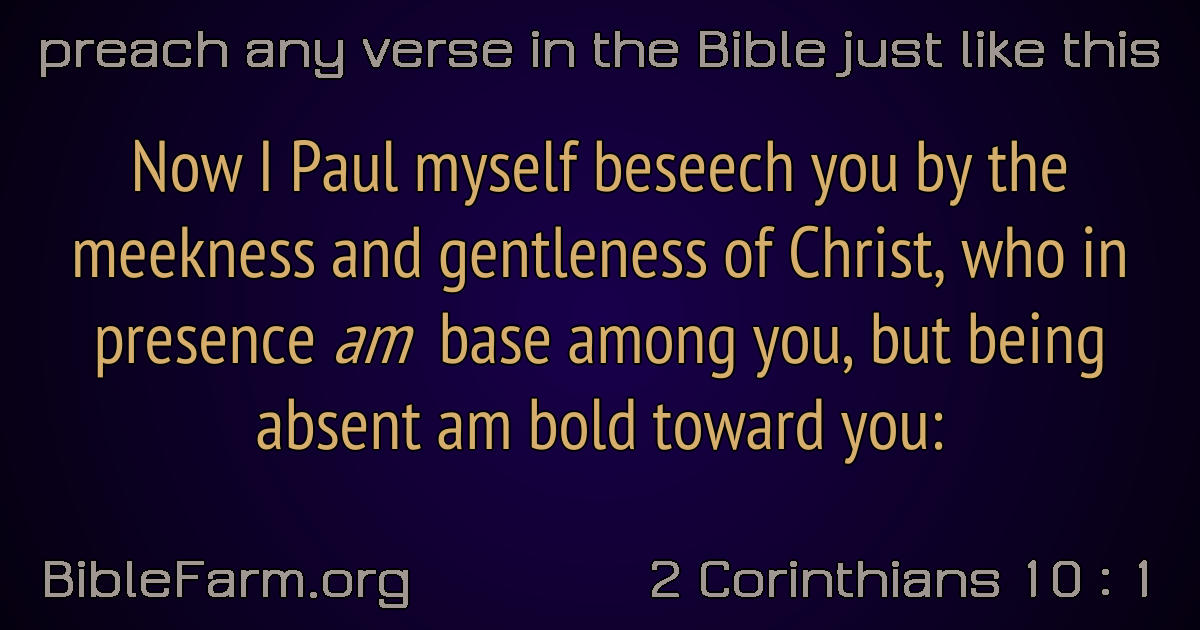 preach any verse in the Bible just like this
Now I Paul myself beseech you by the
meekness and gentleness of Christ, who in
presence am base among you, but being
absent am bold toward you:
BibleFarm.org
2 Corinthians 10 : 1